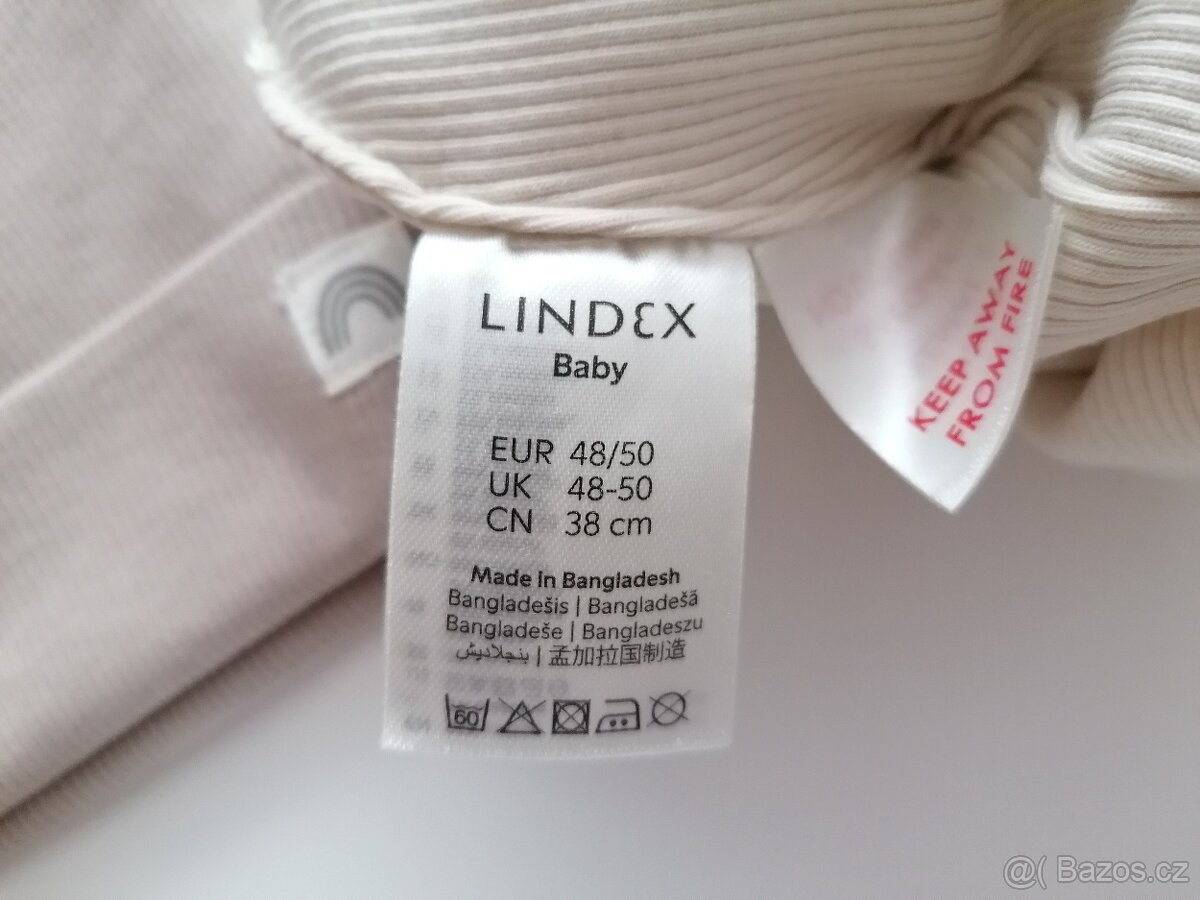 LINDEX
Baby
EUR 48/50
UK 48-50
CN 38 cm
Made in Bangladesh
Bangladešis | Bangladešā
Bangladeše | Bangladeszu
بنجلاديش | 孟加拉国制造
60
KEEP AWAY
FROM FIRE
@( Bazos.cz